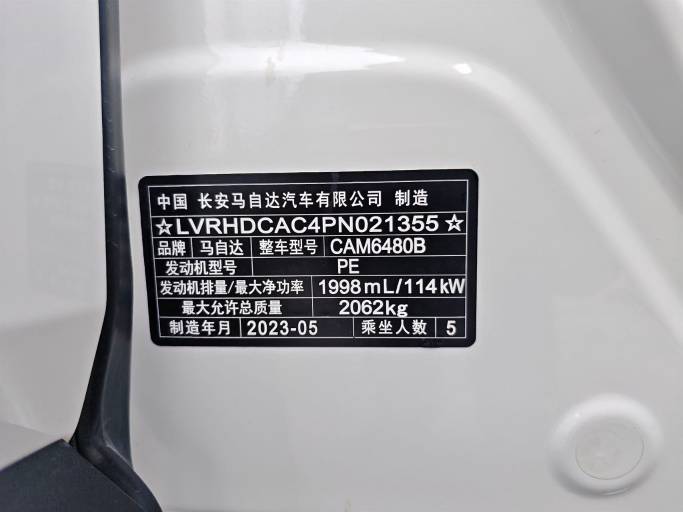 中国 长安马自达汽车有限公司 制造
☆LVRHDCAC4PN021355☆
品牌 马自达 整车型号 CAM6480B
发动机型号 PE
发动机排量/最大净功率 1998mL/114kW
最大允许总质量 2062kg
制造年月 2023-05 乘坐人数 5